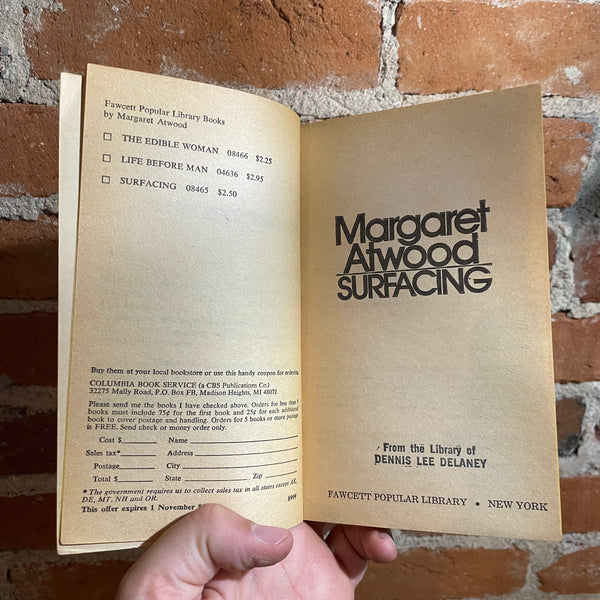 Fawcett Popular Library Books
by Margaret Atwood
THE EDIBLE WOMAN 08466 $2.25
LIFE BEFORE MAN 04636 $2.95
SURFACING 08465 $2.50
Buy them at your local bookstore or use this handy coupon for ordering.
COLUMBIA BOOK SERVICE (a CBS Publications Co.)
32275 Mally Road, P.O. Box FB, Madison Heights, MI 48071
Please send me the books I have checked above. Orders for less than 5
books must include 75¢ for the first book and 25¢ for each additional
book to cover postage and handling. Orders for 5 books or more postage
is FREE. Send check or money order only.
Cost $ Name
Sales tax* Address
Postage City
Total $ State Zip
* The government requires us to collect sales tax in all states except AK,
DE, MT, NH and OR.
This offer expires 1 November 8999
Margaret
Atwood
SURFACING
From the Library of
DENNIS LEE DELANEY
FAWCETT POPULAR LIBRARY • NEW YORK